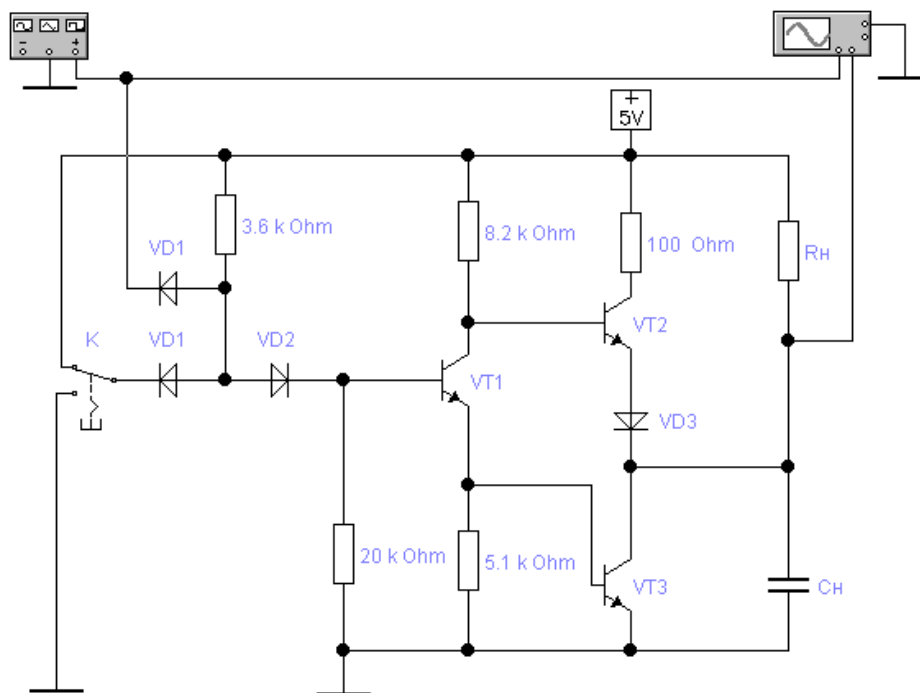 − +
+
5V
3.6 k Ohm
8.2 k Ohm
100 Ohm
Rн
VD1
VT2
K
VD1
VD2
VT1
VD3
20 k Ohm
5.1 k Ohm
VT3
Cн